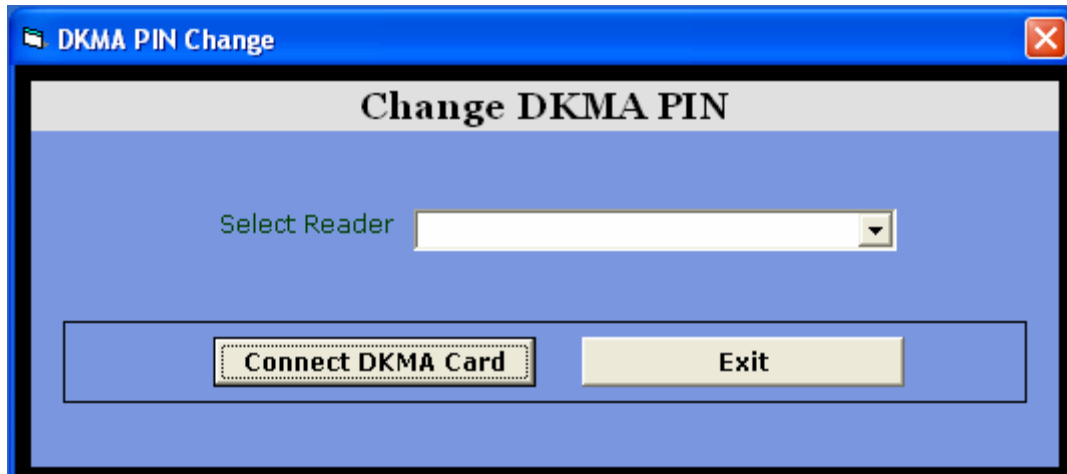 DKMA PIN Change
Change DKMA PIN
Select Reader
Connect DKMA Card Exit